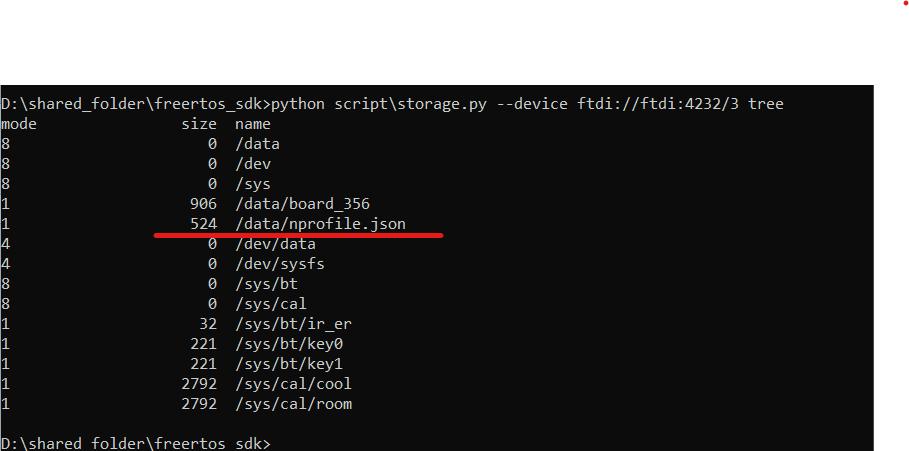 D:\shared_folder\freertos_sdk>python script\storage.py --device ftdi://ftdi:4232/3 tree
mode size name
8 0 /data
8 0 /dev
8 0 /sys
1 906 /data/board_356
1 524 /data/nprofile.json
4 0 /dev/data
4 0 /dev/sysfs
8 0 /sys/bt
8 0 /sys/cal
1 32 /sys/bt/ir_er
1 221 /sys/bt/key0
1 221 /sys/bt/key1
1 2792 /sys/cal/cool
1 2792 /sys/cal/room
D:\shared_folder\freertos_sdk>